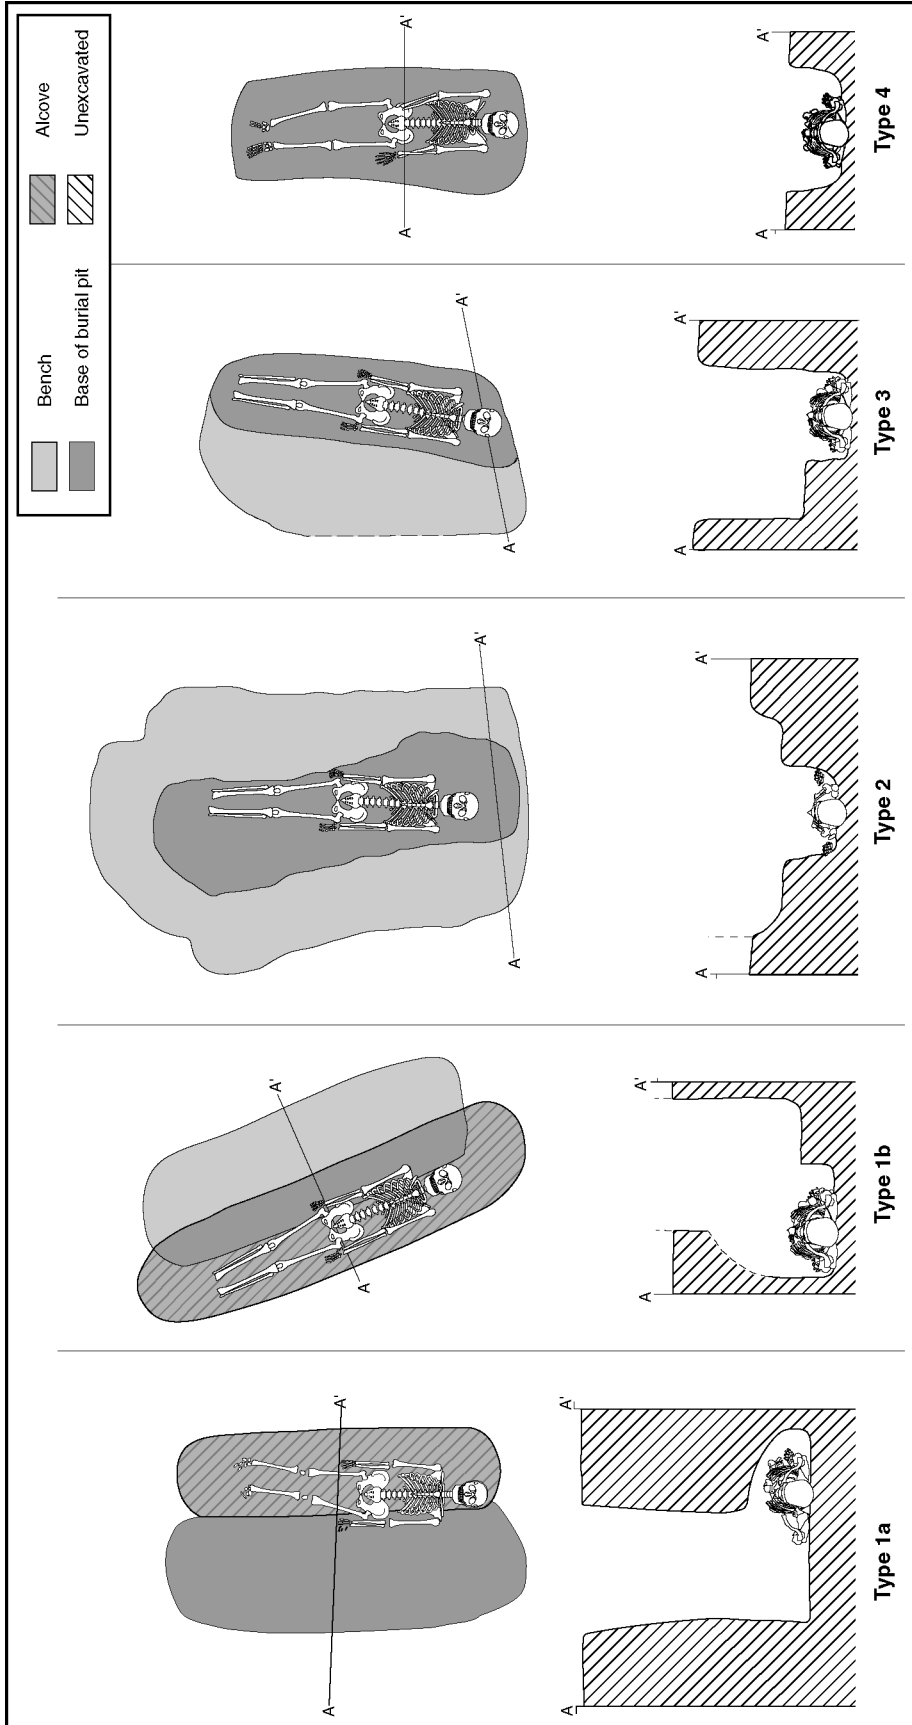 Bench
Alcove
Base of burial pit
Unexcavated
A
A'
A
A'
Type 1a
A
A'
A
A'
Type 1b
A
A'
A
A'
Type 2
A
A'
A
A'
Type 3
A
A'
A
A'
Type 4